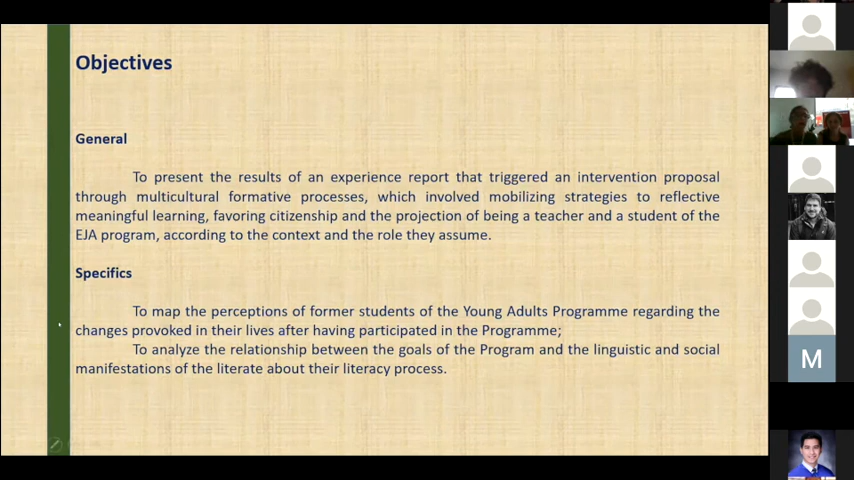 Objectives
General
To present the results of an experience report that triggered an intervention proposal
through multicultural formative processes, which involved mobilizing strategies to reflective
meaningful learning, favoring citizenship and the projection of being a teacher and a student of the
EJA program, according to the context and the role they assume.
Specifics
To map the perceptions of former students of the Young Adults Programme regarding the
changes provoked in their lives after having participated in the Programme;
To analyze the relationship between the goals of the Program and the linguistic and social
manifestations of the literate about their literacy process.
M